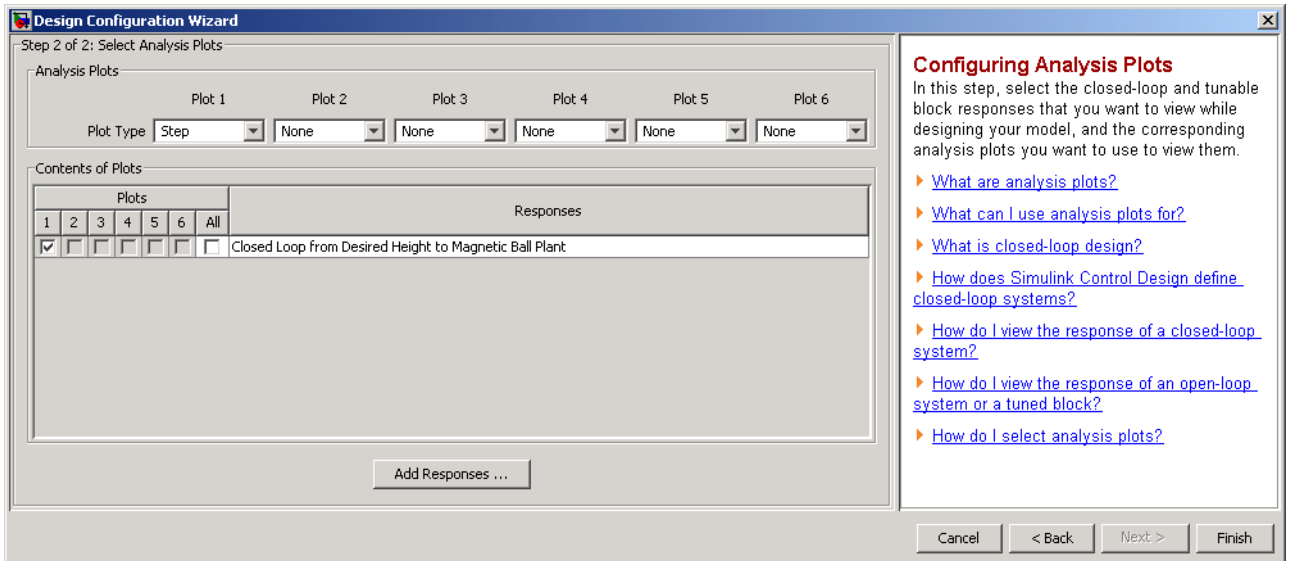 Design Configuration Wizard
Step 2 of 2: Select Analysis Plots
Analysis Plots
Plot 1 Plot 2 Plot 3 Plot 4 Plot 5 Plot 6
Plot Type Step None None None None None
Contents of Plots
Plots
Responses
1 2 3 4 5 6 All
Closed Loop from Desired Height to Magnetic Ball Plant
Add Responses ...
Configuring Analysis Plots
In this step, select the closed-loop and tunable
block responses that you want to view while
designing your model, and the corresponding
analysis plots you want to use to view them.
What are analysis plots?
What can I use analysis plots for?
What is closed-loop design?
How does Simulink Control Design define
closed-loop systems?
How do I view the response of a closed-loop
system?
How do I view the response of an open-loop
system or a tuned block?
How do I select analysis plots?
Cancel < Back Next > Finish